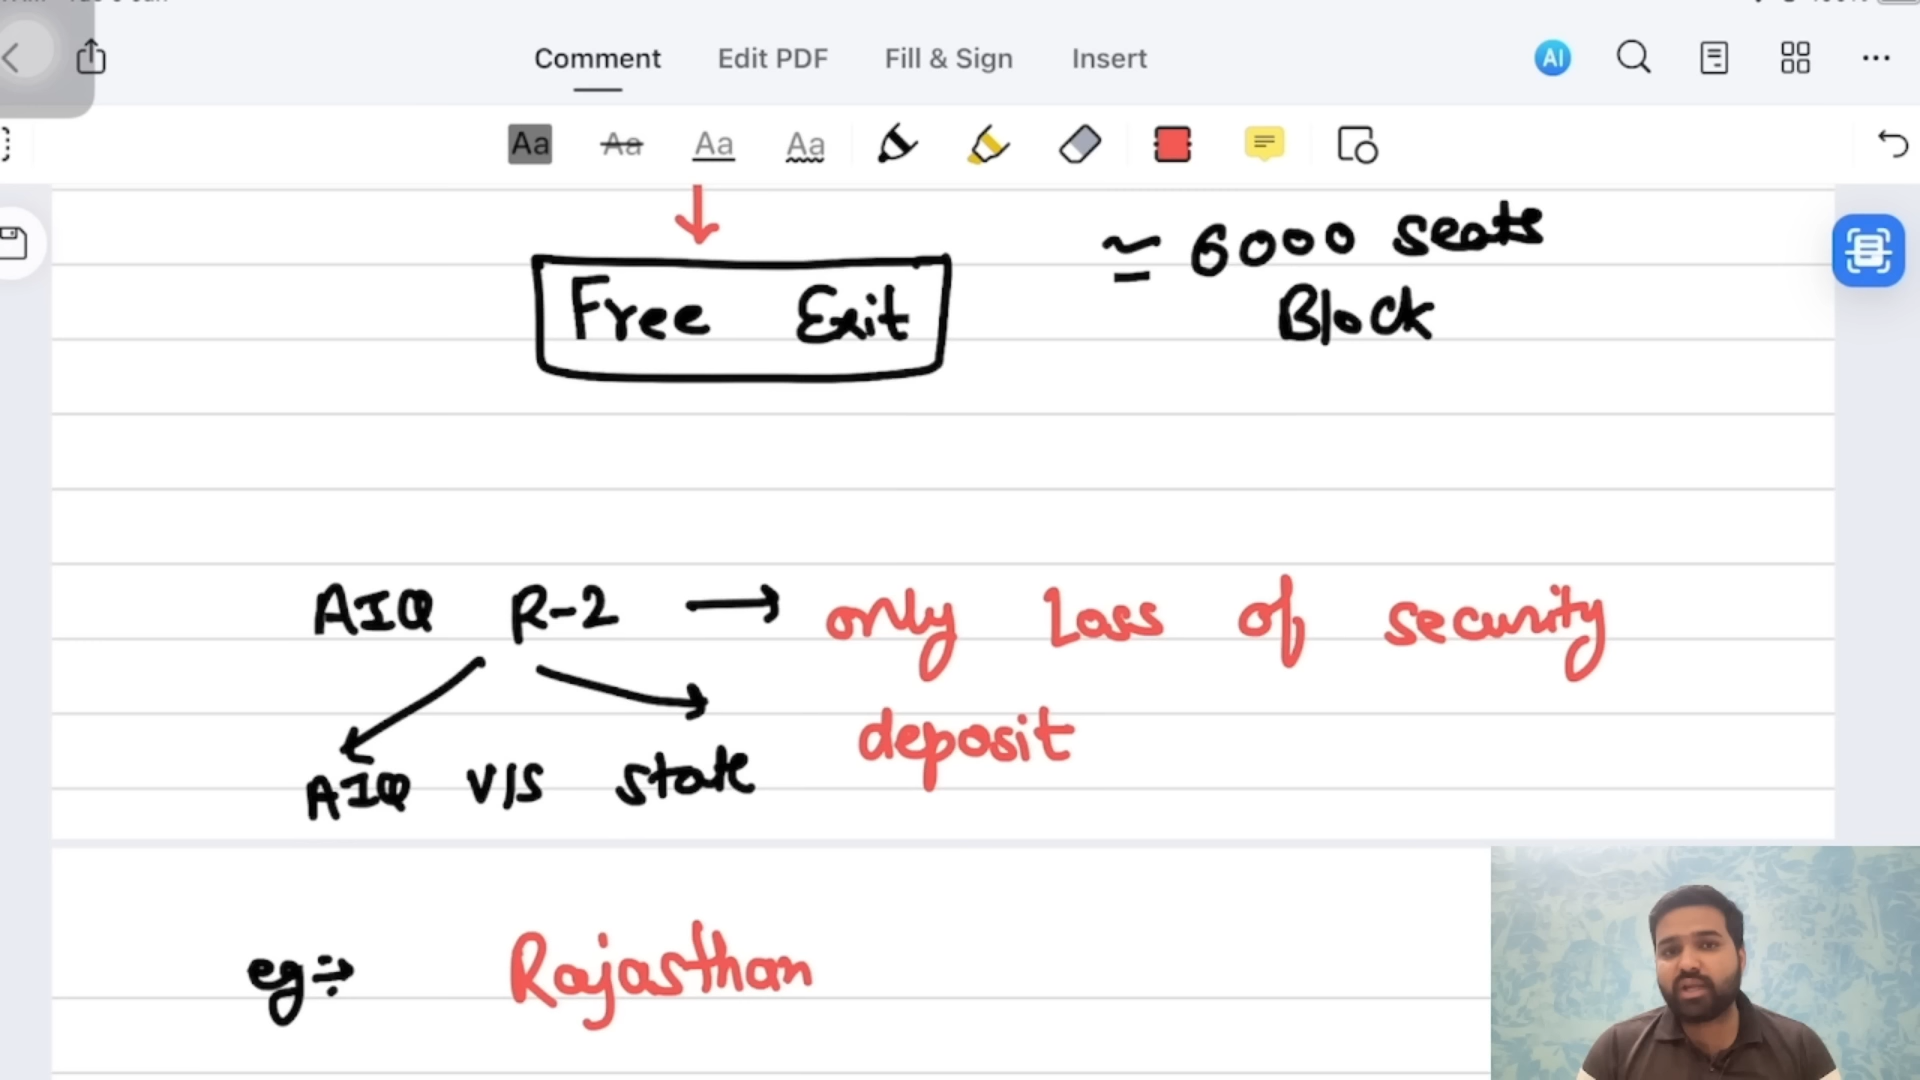 Comment Edit PDF Fill & Sign Insert AI
Aa Aa Aa Aa
≃ 6000 seats
Free Exit Block
AIQ R-2 → only Loss of security
deposit
AIQ V/S state
eg:→ Rajasthan